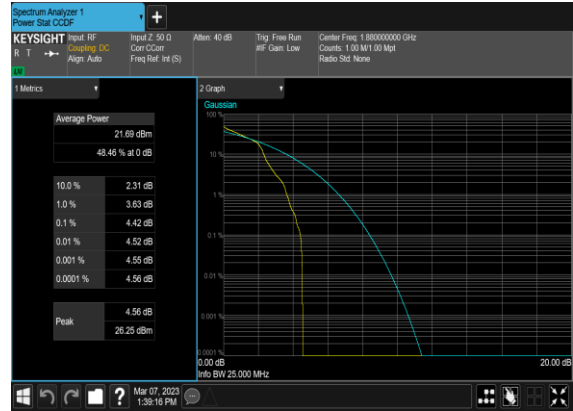 Spectrum Analyzer 1
Power Stat CCDF
KEYSIGHT
R T
LM
Input: RF
Coupling: DC
Align: Auto
Input Z: 50 Ω
Corr CCorr
Freq Ref: Int (S)
Atten: 40 dB
Trig: Free Run
#IF Gain: Low
Center Freq: 1.880000000 GHz
Counts: 1.00 M/1.00 Mpt
Radio Std: None
1 Metrics
Average Power
21.69 dBm
48.46 % at 0 dB
10.0 % 2.31 dB
1.0 % 3.63 dB
0.1 % 4.42 dB
0.01 % 4.52 dB
0.001 % 4.55 dB
0.0001 % 4.56 dB
Peak
4.56 dB
26.25 dBm
2 Graph
Gaussian
100 %
10 %
1 %
0.1 %
0.01 %
0.001 %
0.0001 %
0.00 dB
20.00 dB
Info BW 25.000 MHz
Mar 07, 2023
1:39:16 PM